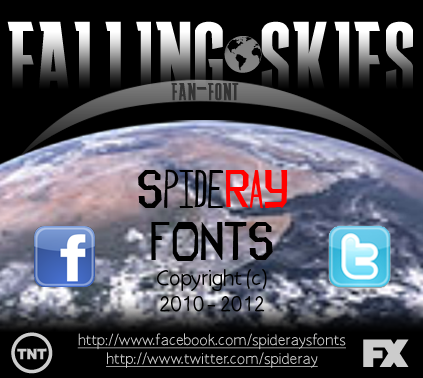 FALLING SKIES
FAN-FONT
SPIDERAY
FONTS
Copyright (c)
2010 - 2012
f t
http://www.facebook.com/spideraysfonts
http://www.twitter.com/spideray
TNT FX